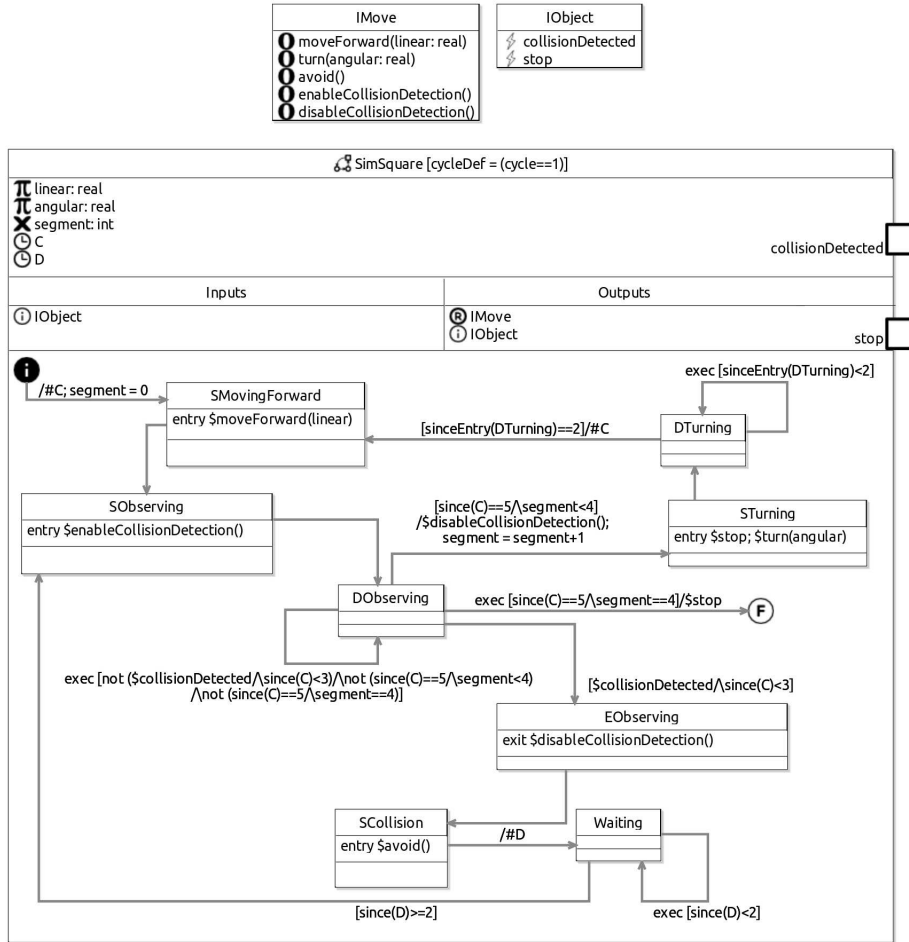 IMove
moveForward(linear: real)
turn(angular: real)
avoid()
enableCollisionDetection()
disableCollisionDetection()
IObject
collisionDetected
stop
SimSquare [cycleDef = (cycle==1)]
linear: real
angular: real
segment: int
C
D
collisionDetected
Inputs
Outputs
i IObject
R IMove
i IObject
stop
i
/#C; segment = 0
SMovingForward
entry $moveForward(linear)
exec [sinceEntry(DTurning)<2]
DTurning
[sinceEntry(DTurning)==2]/#C
SObserving
entry $enableCollisionDetection()
[since(C)==5/\segment<4]
/$disableCollisionDetection();
segment = segment+1
STurning
entry $stop; $turn(angular)
DObserving
exec [since(C)==5/\segment==4]/$stop
F
exec [not ($collisionDetected/\since(C)<3)/\not (since(C)==5/\segment<4)
/\not (since(C)==5/\segment==4)]
[$collisionDetected/\since(C)<3]
EObserving
exit $disableCollisionDetection()
SCollision
entry $avoid()
/#D
Waiting
[since(D)>=2]
exec [since(D)<2]